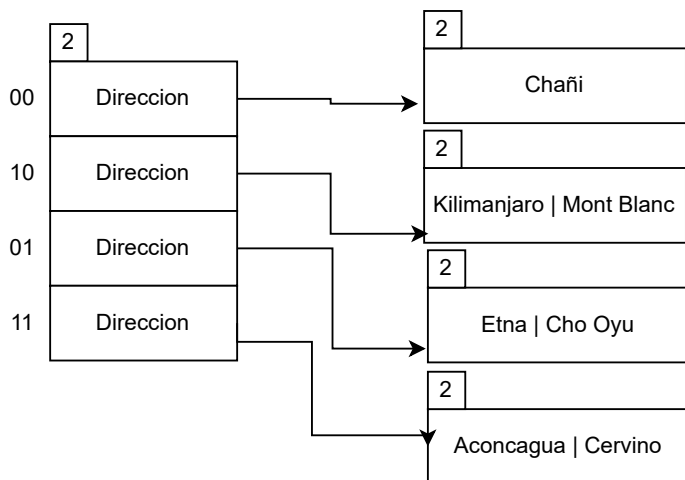 2
00 Direccion
10 Direccion
01 Direccion
11 Direccion
2
Chañi
2
Kilimanjaro | Mont Blanc
2
Etna | Cho Oyu
2
Aconcagua | Cervino